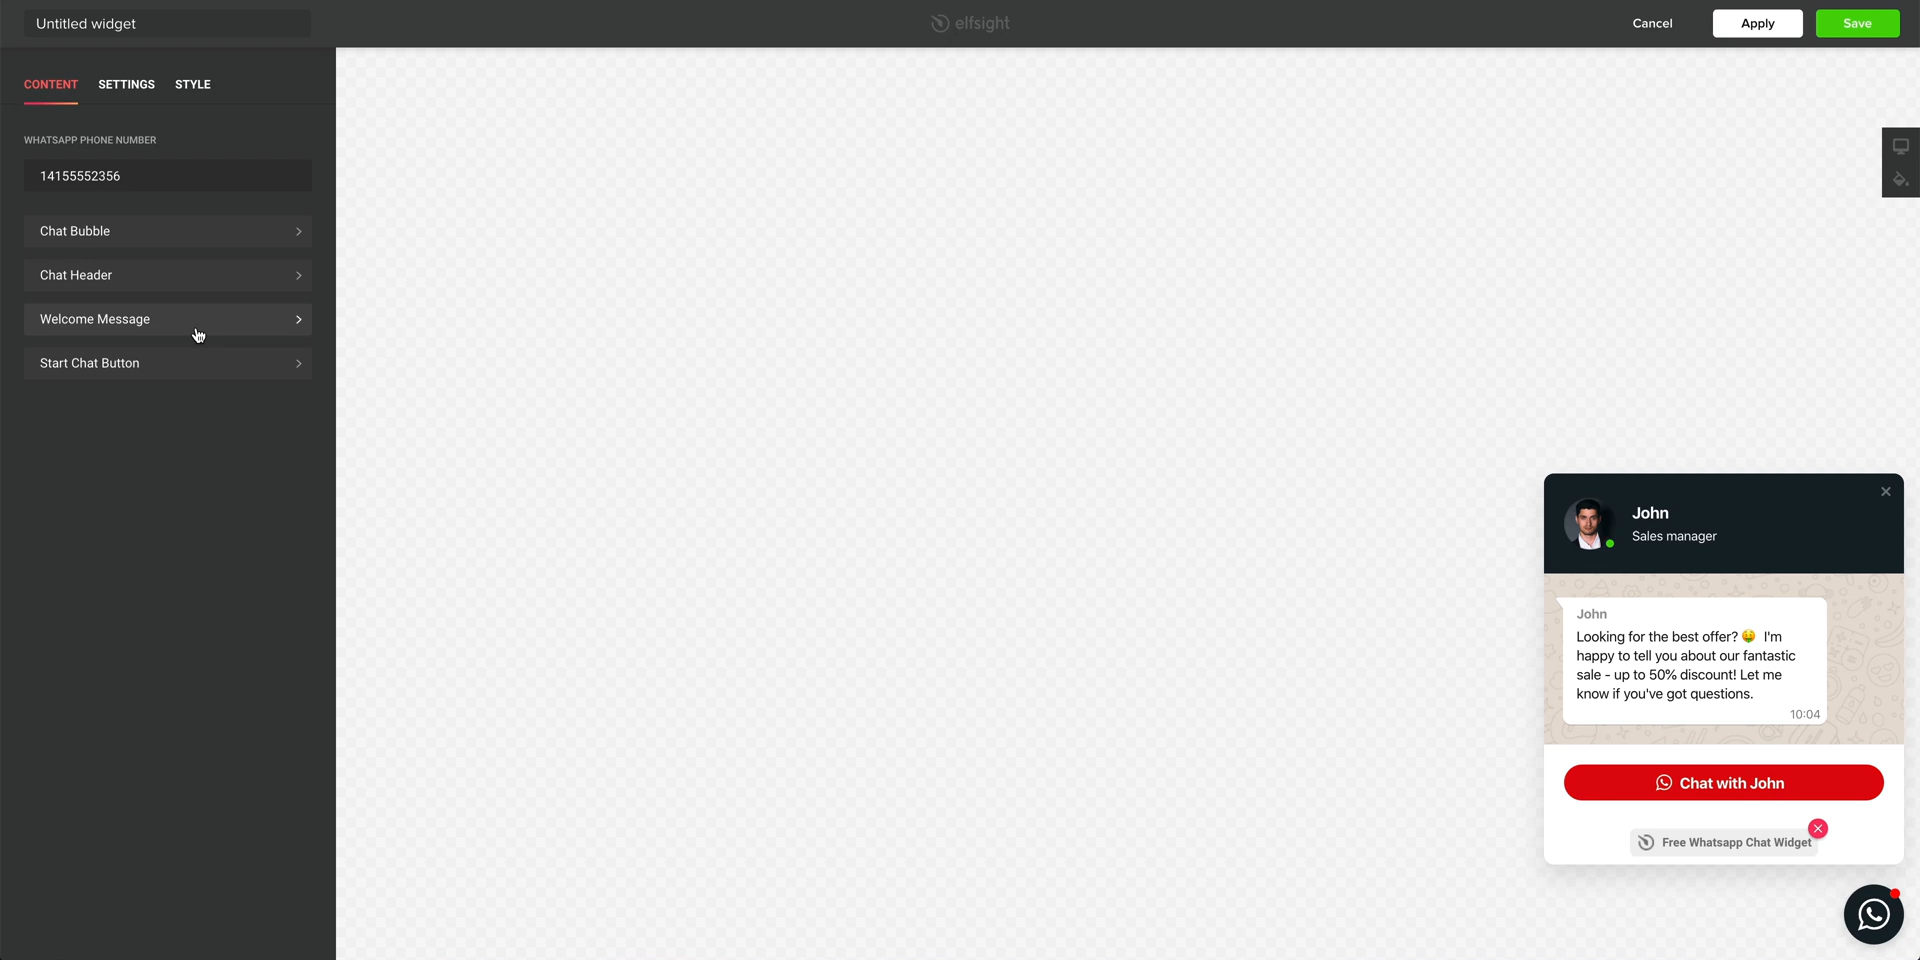 Untitled widget
elfsight
Cancel
Apply
Save
CONTENT
SETTINGS
STYLE
WHATSAPP PHONE NUMBER
14155552356
Chat Bubble
Chat Header
Welcome Message
Start Chat Button
John
Sales manager
John
Looking for the best offer? 🤑 I'm
happy to tell you about our fantastic
sale - up to 50% discount! Let me
know if you've got questions.
10:04
Chat with John
Free Whatsapp Chat Widget